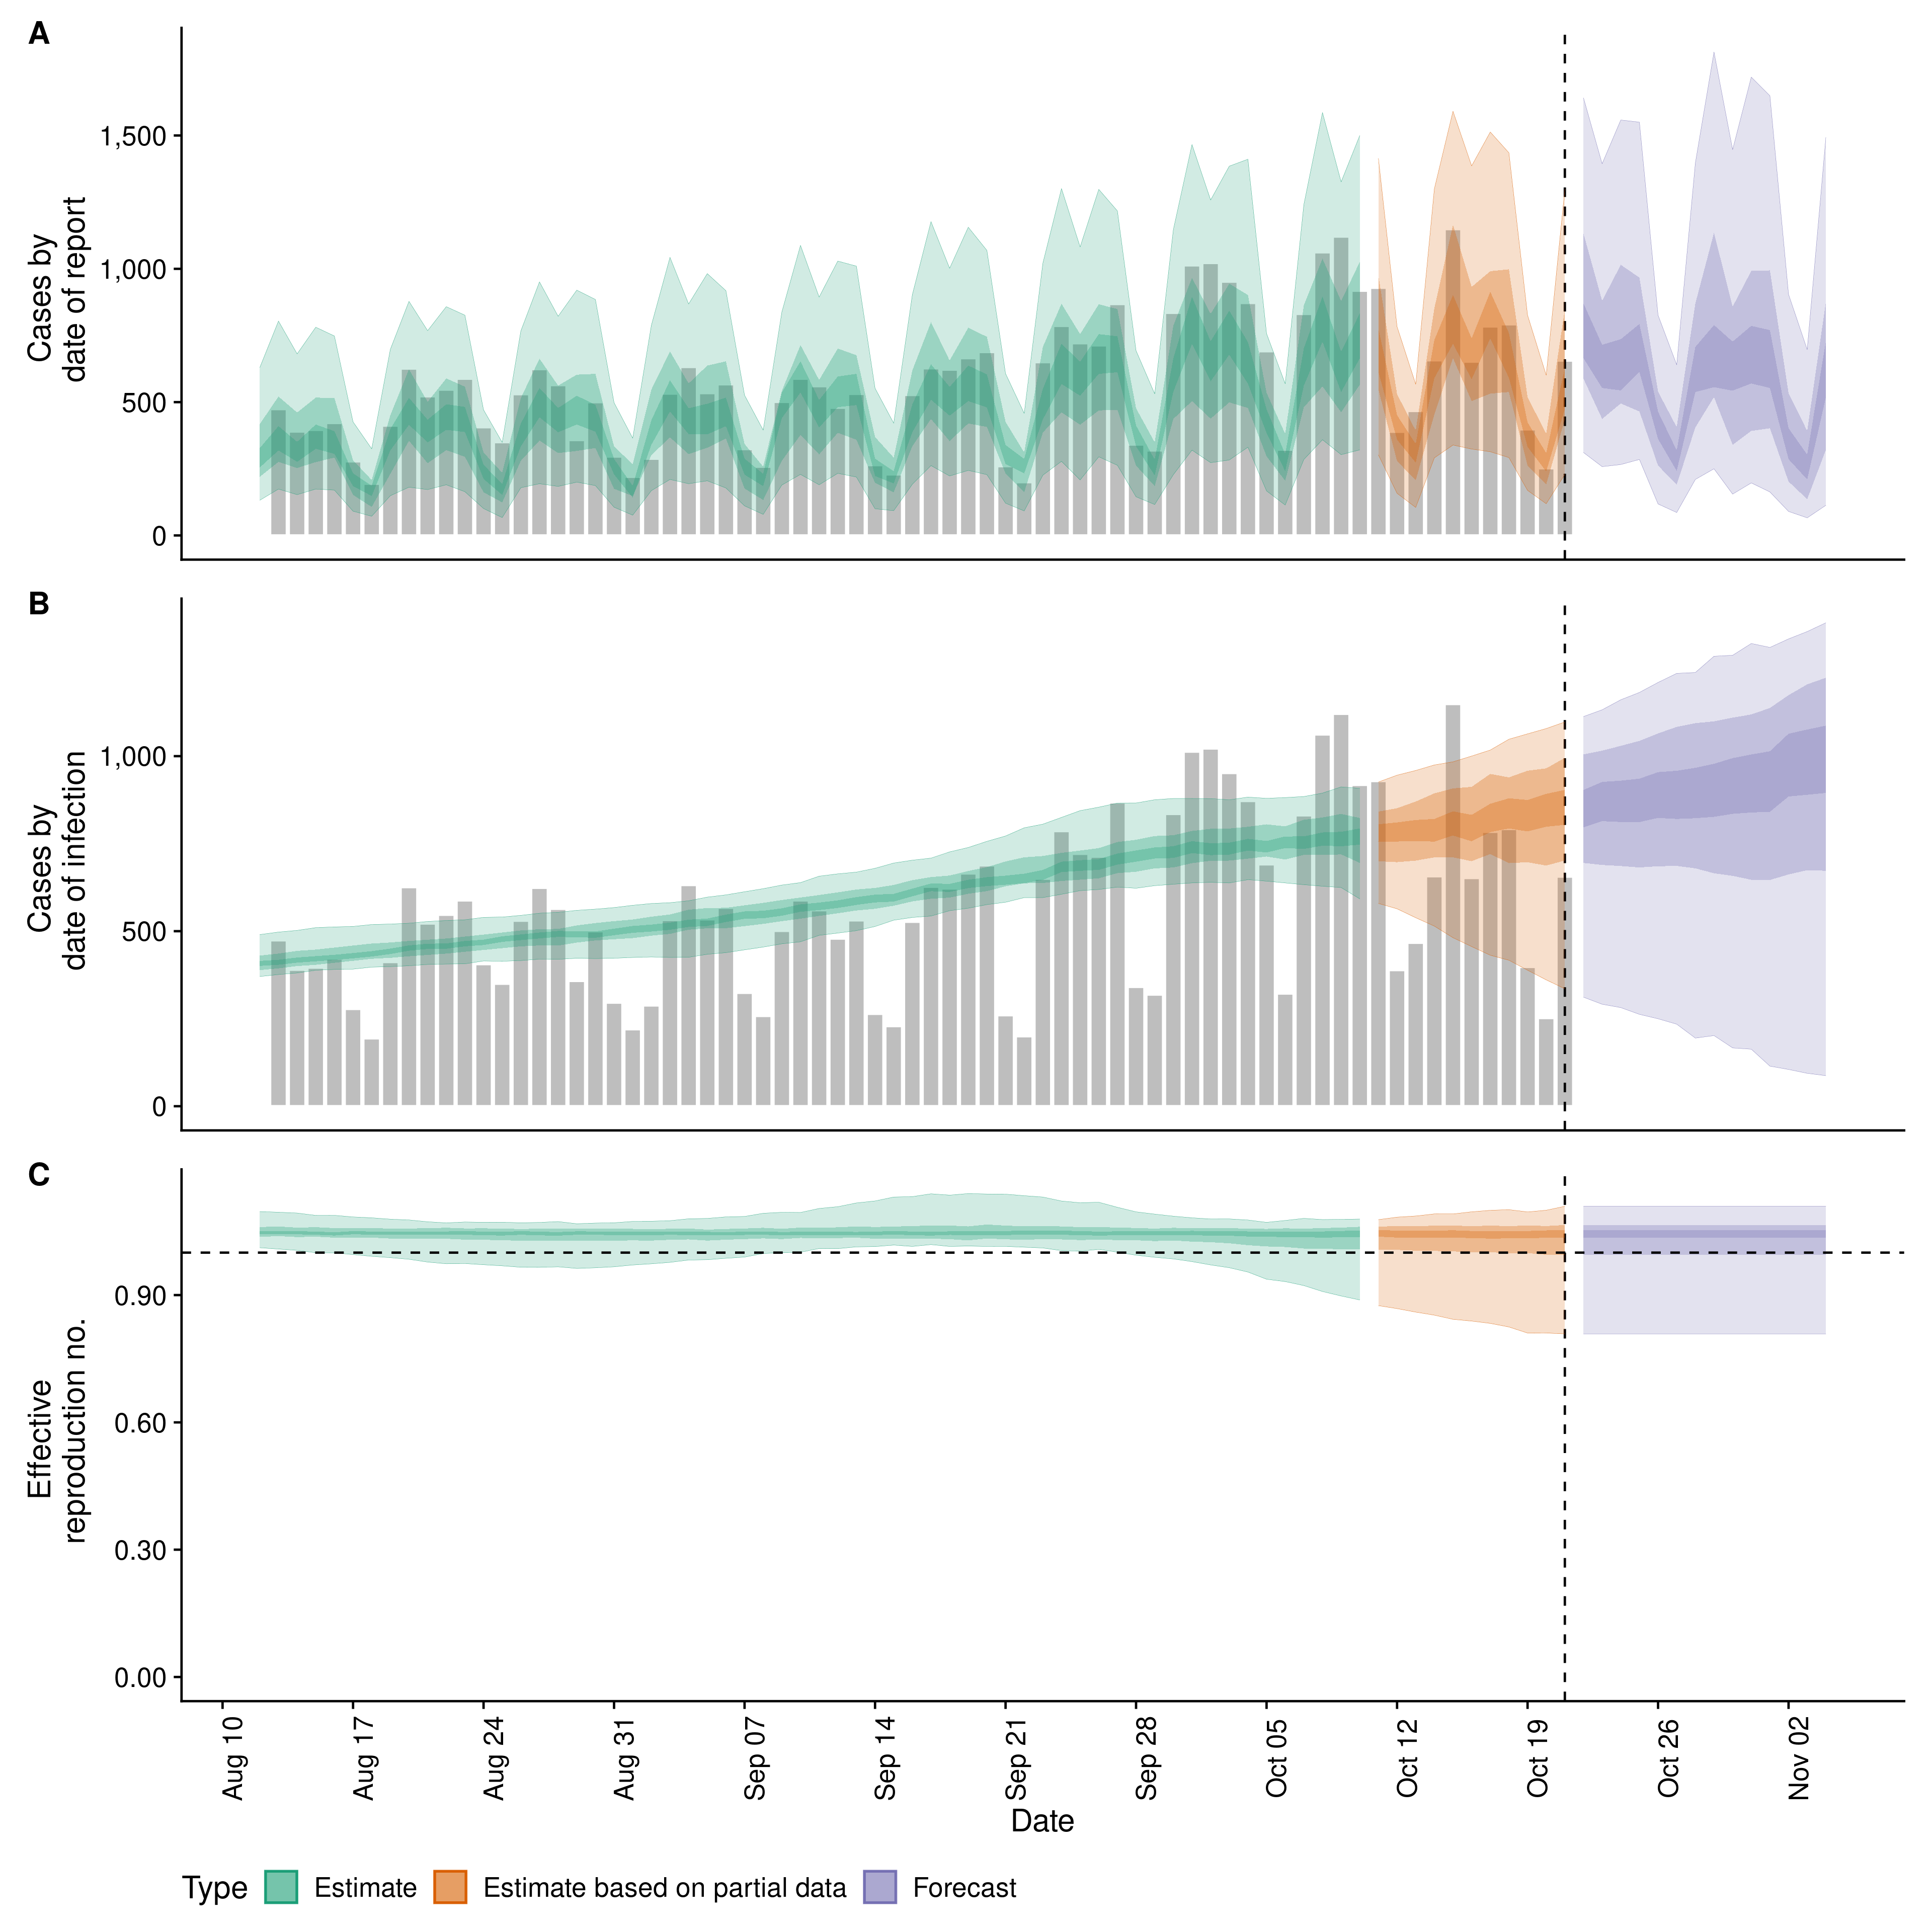 A
Cases by
date of report
1,500
1,000
500
0
B
Cases by
date of infection
1,000
500
0
C
Effective
reproduction no.
0.90
0.60
0.30
0.00
Aug 10
Aug 17
Aug 24
Aug 31
Sep 07
Sep 14
Sep 21
Sep 28
Oct 05
Oct 12
Oct 19
Oct 26
Nov 02
Date
Type
Estimate
Estimate based on partial data
Forecast